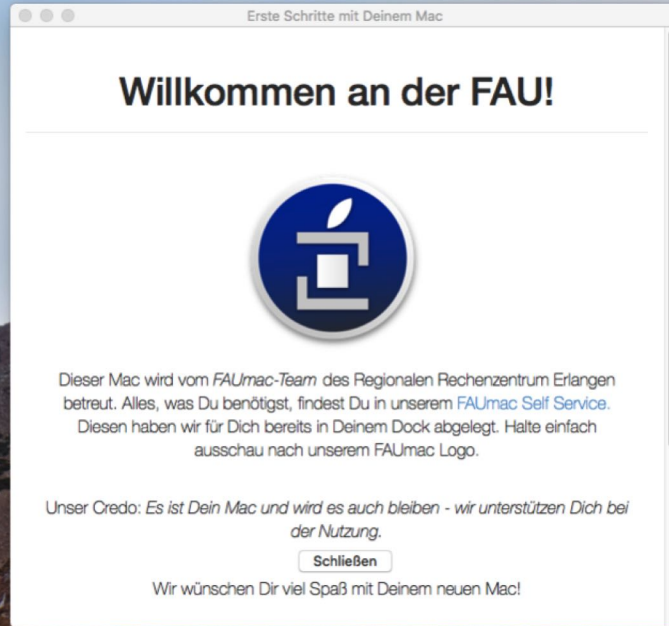 Erste Schritte mit Deinem Mac
Willkommen an der FAU!
Dieser Mac wird vom FAUmac-Team des Regionalen Rechenzentrum Erlangen
betreut. Alles, was Du benötigst, findest Du in unserem FAUmac Self Service.
Diesen haben wir für Dich bereits in Deinem Dock abgelegt. Halte einfach
ausschau nach unserem FAUmac Logo.
Unser Credo: Es ist Dein Mac und wird es auch bleiben - wir unterstützen Dich bei
der Nutzung.
Schließen
Wir wünschen Dir viel Spaß mit Deinem neuen Mac!